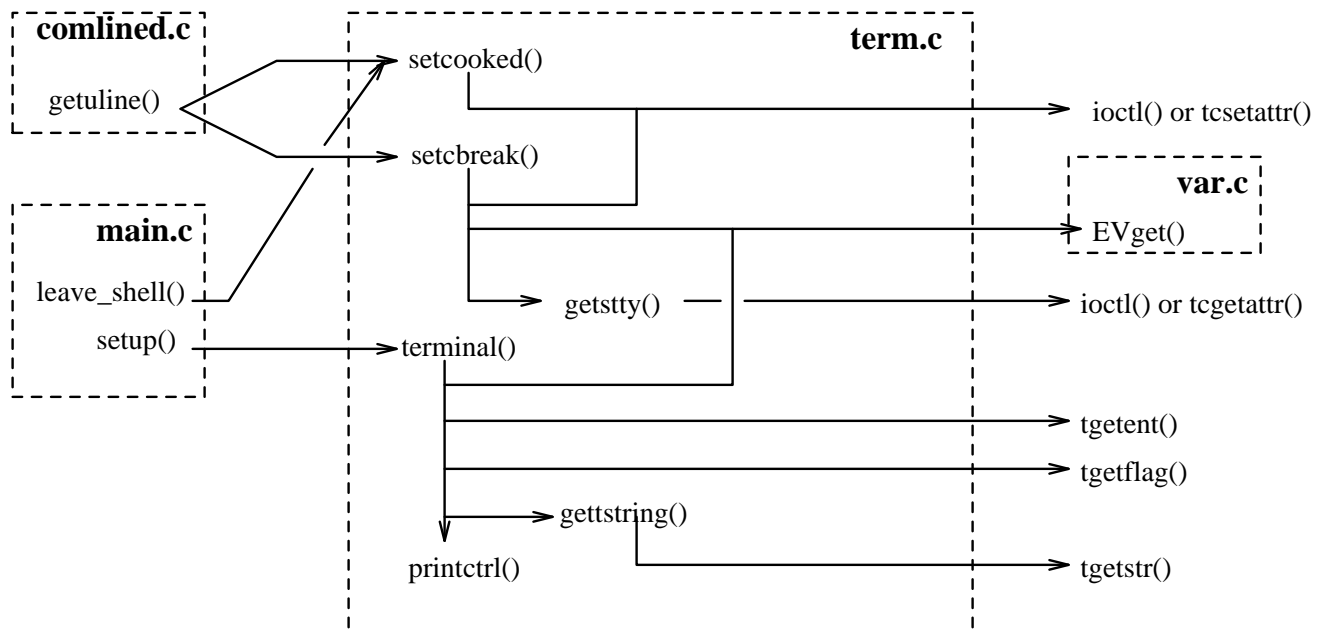 comlined.c
term.c
setcooked()
getuline()
ioctl() or tcsetattr()
setcbreak()
var.c
main.c
EVget()
leave_shell()
getstty()
ioctl() or tcgetattr()
setup()
terminal()
tgetent()
tgetflag()
gettstring()
printctrl()
tgetstr()